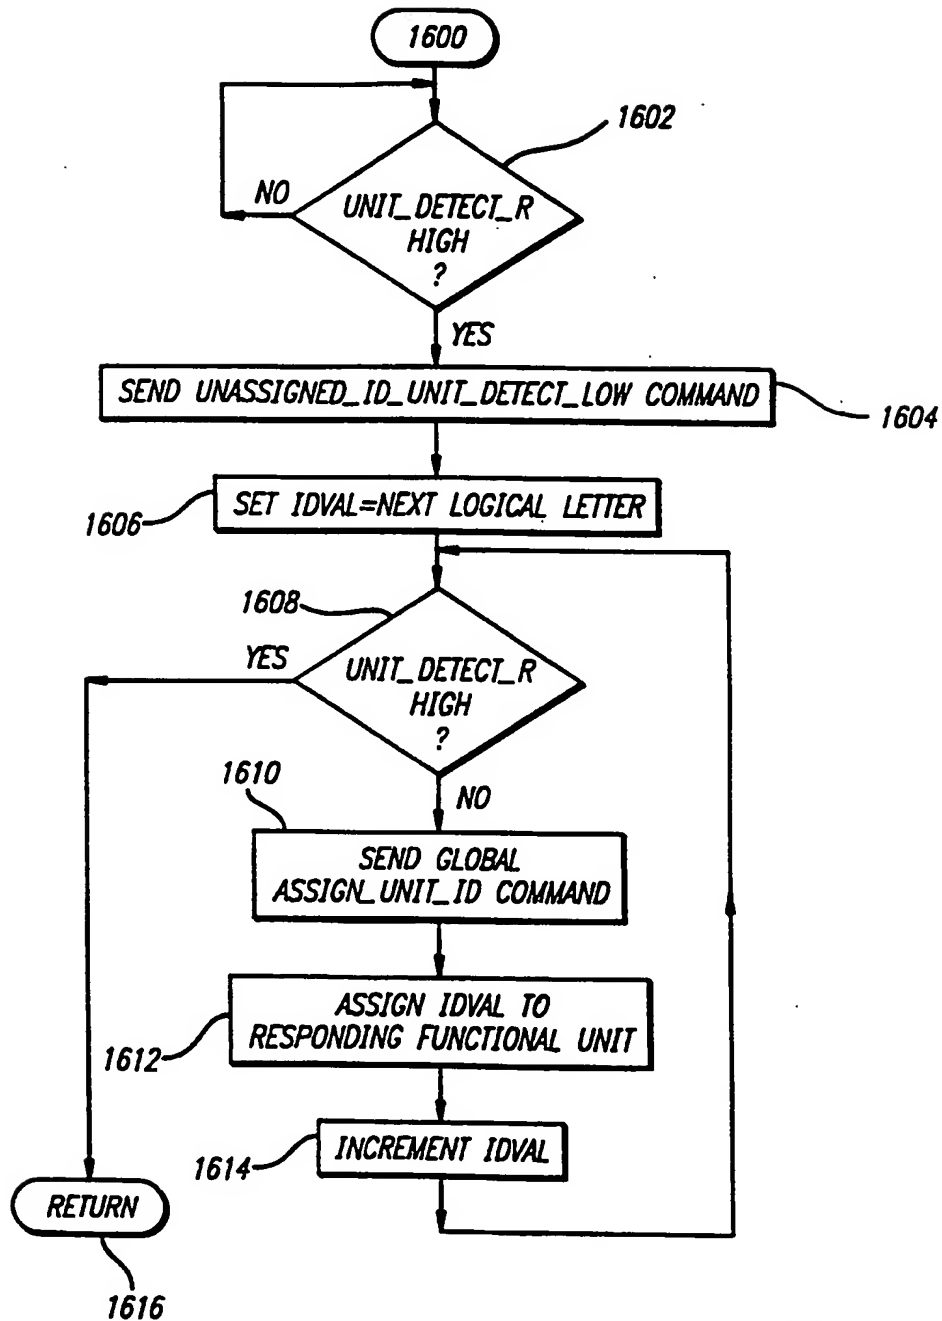 1600
1602
NO
UNIT_DETECT_R
HIGH
?
YES
SEND UNASSIGNED_ID_UNIT_DETECT_LOW COMMAND
1604
SET IDVAL=NEXT LOGICAL LETTER
1606
1608
YES
UNIT_DETECT_R
HIGH
?
1610
NO
SEND GLOBAL
ASSIGN_UNIT_ID COMMAND
ASSIGN IDVAL TO
RESPONDING FUNCTIONAL UNIT
1612
INCREMENT IDVAL
1614
RETURN
1616